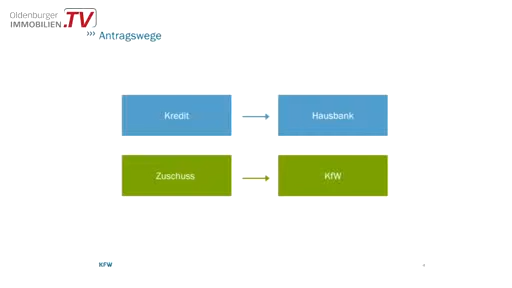 Oldenburger
IMMOBILIEN.TV
››› Antragswege
Kredit
Hausbank
Zuschuss
KfW
KFW